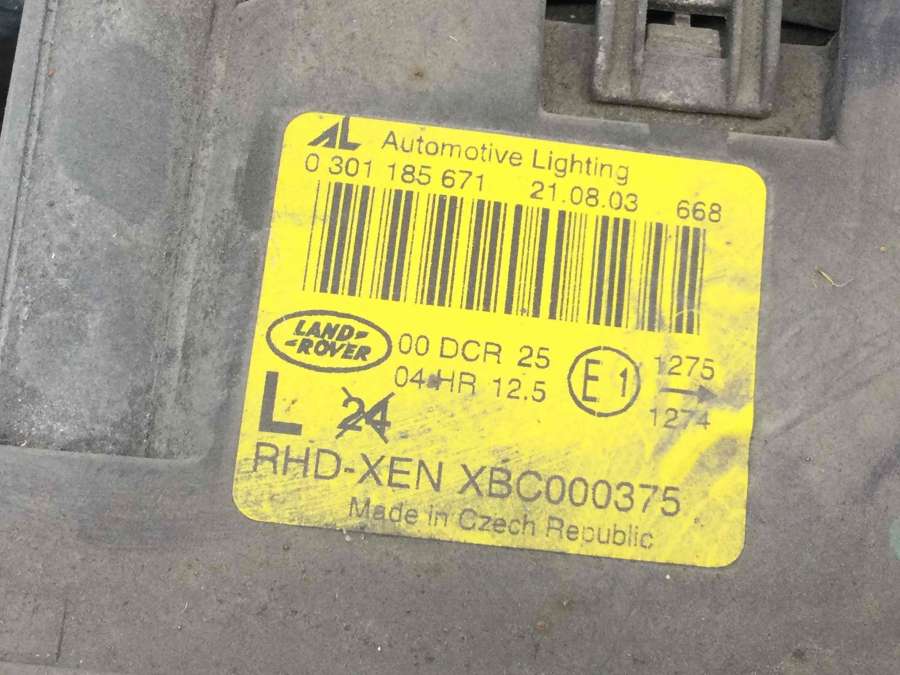 AL Automotive Lighting
0 301 185 671 21.08.03 668
LAND-
-ROVER
00 DCR 25
04 HR 12.5
E1
1275
1274
L 24
RHD-XEN XBC000375
Made in Czech Republic